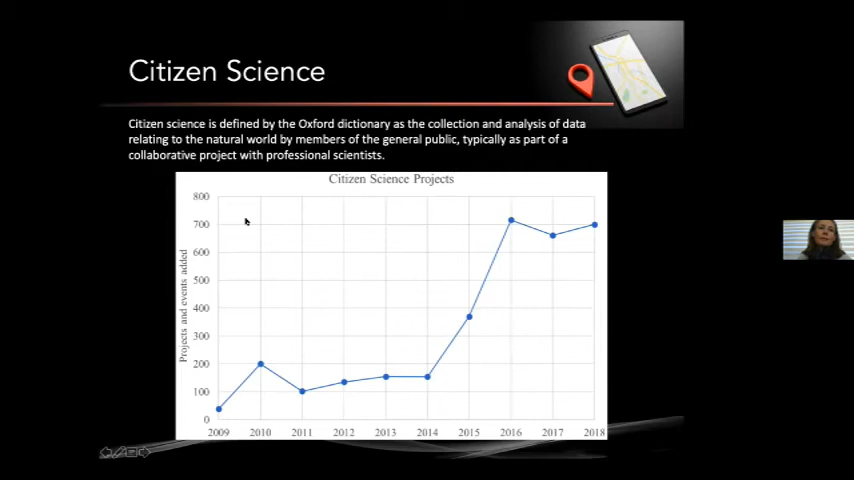 Citizen Science
Citizen science is defined by the Oxford dictionary as the collection and analysis of data
relating to the natural world by members of the general public, typically as part of a
collaborative project with professional scientists.
Citizen Science Projects
Projects and events added
800
700
600
500
400
300
200
100
0
2009 2010 2011 2012 2013 2014 2015 2016 2017 2018